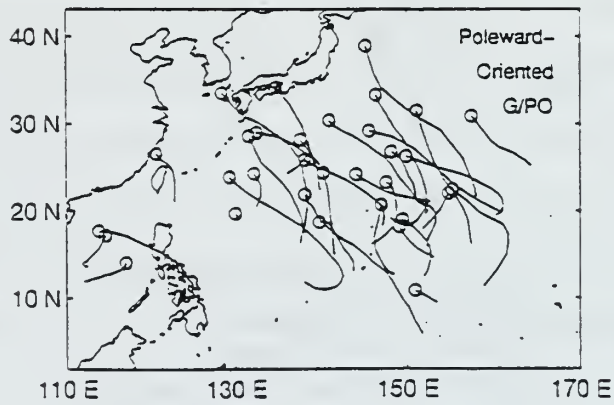 40 N
Poleward-
Oriented
G/PO
30 N
20 N
10 N
110 E 130 E 150 E 170 E